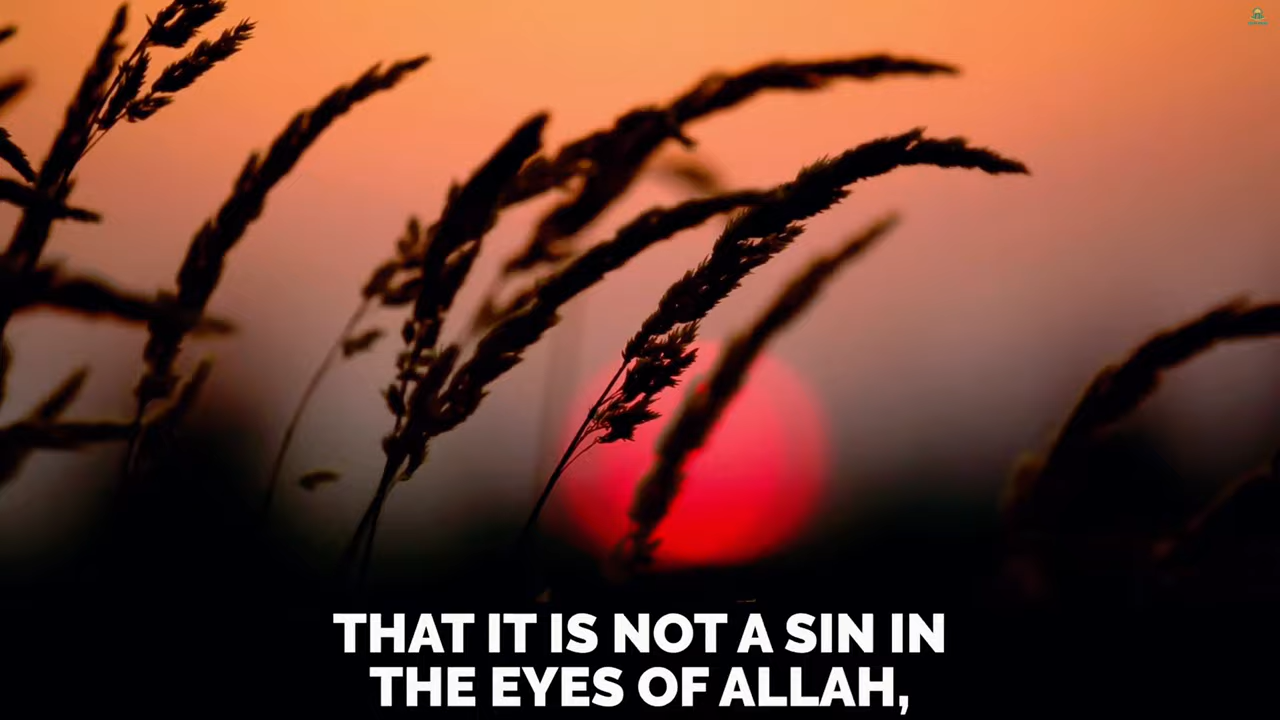 THAT IT IS NOT A SIN IN
THE EYES OF ALLAH,